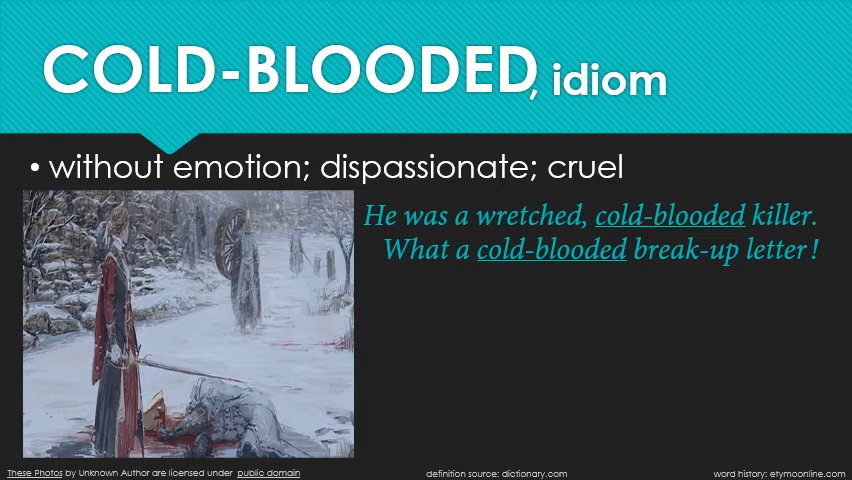 COLD-BLOODED, idiom
• without emotion; dispassionate; cruel
He was a wretched, cold-blooded killer.
What a cold-blooded break-up letter!
These Photos by Unknown Author are licensed under public domain
definition source: dictionary.com
word history: etymonline.com